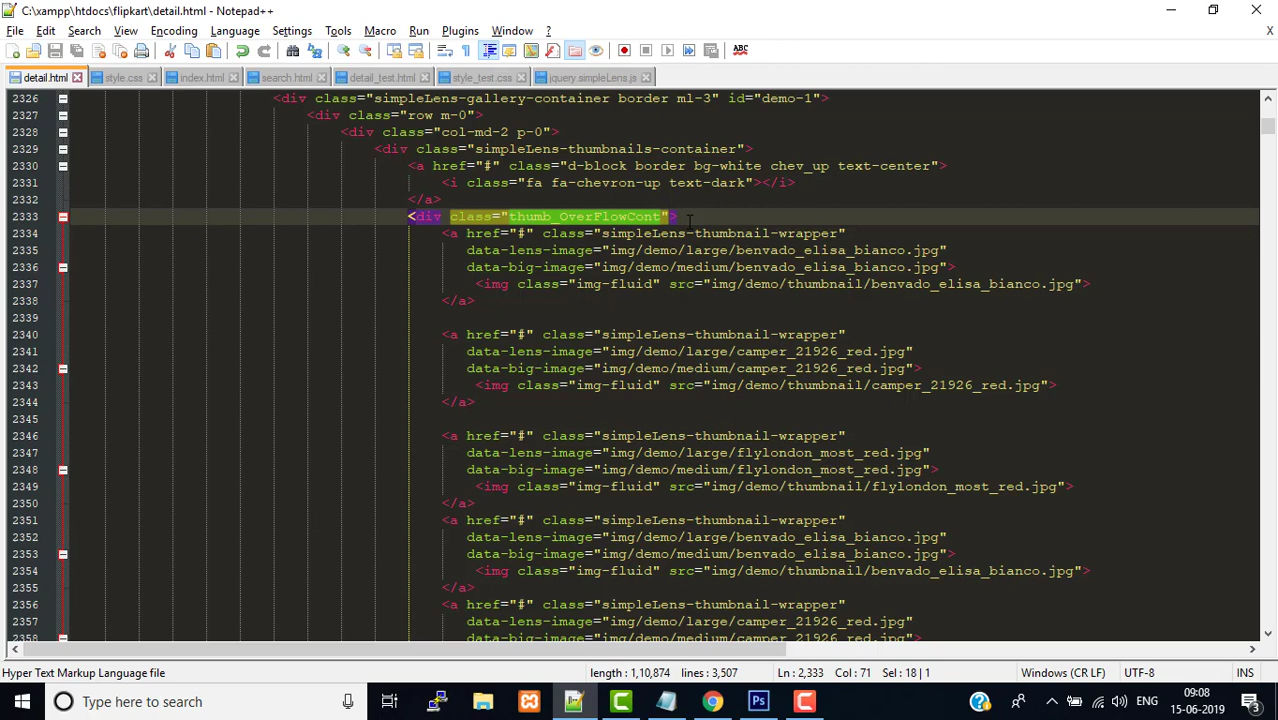 C:\xampp\htdocs\flipkart\detail.html - Notepad++
File Edit Search View Encoding Language Settings Tools Macro Run Plugins Window ? X
detail.html style.css index.html search.html detail_test.html style_test.css jquery.simpleLens.js
2326 <div class="simpleLens-gallery-container border ml-3" id="demo-1">
2327 <div class="row m-0">
2328 <div class="col-md-2 p-0">
2329 <div class="simpleLens-thumbnails-container">
2330 <a href="#" class="d-block border bg-white chev_up text-center">
2331 <i class="fa fa-chevron-up text-dark"></i>
2332 </a>
2333 <div class="thumb_OverFlowCont">
2334 <a href="#" class="simpleLens-thumbnail-wrapper"
2335 data-lens-image="img/demo/large/benvado_elisa_bianco.jpg"
2336 data-big-image="img/demo/medium/benvado_elisa_bianco.jpg">
2337 <img class="img-fluid" src="img/demo/thumbnail/benvado_elisa_bianco.jpg">
2338 </a>
2339
2340 <a href="#" class="simpleLens-thumbnail-wrapper"
2341 data-lens-image="img/demo/large/camper_21926_red.jpg"
2342 data-big-image="img/demo/medium/camper_21926_red.jpg">
2343 <img class="img-fluid" src="img/demo/thumbnail/camper_21926_red.jpg">
2344 </a>
2345
2346 <a href="#" class="simpleLens-thumbnail-wrapper"
2347 data-lens-image="img/demo/large/flylondon_most_red.jpg"
2348 data-big-image="img/demo/medium/flylondon_most_red.jpg">
2349 <img class="img-fluid" src="img/demo/thumbnail/flylondon_most_red.jpg">
2350 </a>
2351 <a href="#" class="simpleLens-thumbnail-wrapper"
2352 data-lens-image="img/demo/large/benvado_elisa_bianco.jpg"
2353 data-big-image="img/demo/medium/benvado_elisa_bianco.jpg">
2354 <img class="img-fluid" src="img/demo/thumbnail/benvado_elisa_bianco.jpg">
2355 </a>
2356 <a href="#" class="simpleLens-thumbnail-wrapper"
2357 data-lens-image="img/demo/large/camper_21926_red.jpg"
2358 data-big-image="img/demo/medium/camper_21926_red.jpg">
Hyper Text Markup Language file length : 1,10,874 lines : 3,507 Ln : 2,333 Col : 71 Sel : 18 | 1 Windows (CR LF) UTF-8 INS
Type here to search ENG 09:08
15-06-2019